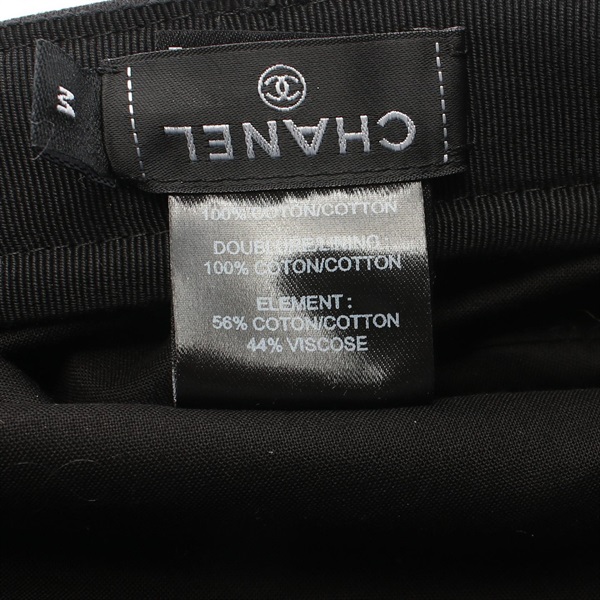 M
CHANEL
100% COTON/COTTON
DOUBLURE/LINING :
100% COTON/COTTON
ELEMENT :
56% COTON/COTTON
44% VISCOSE